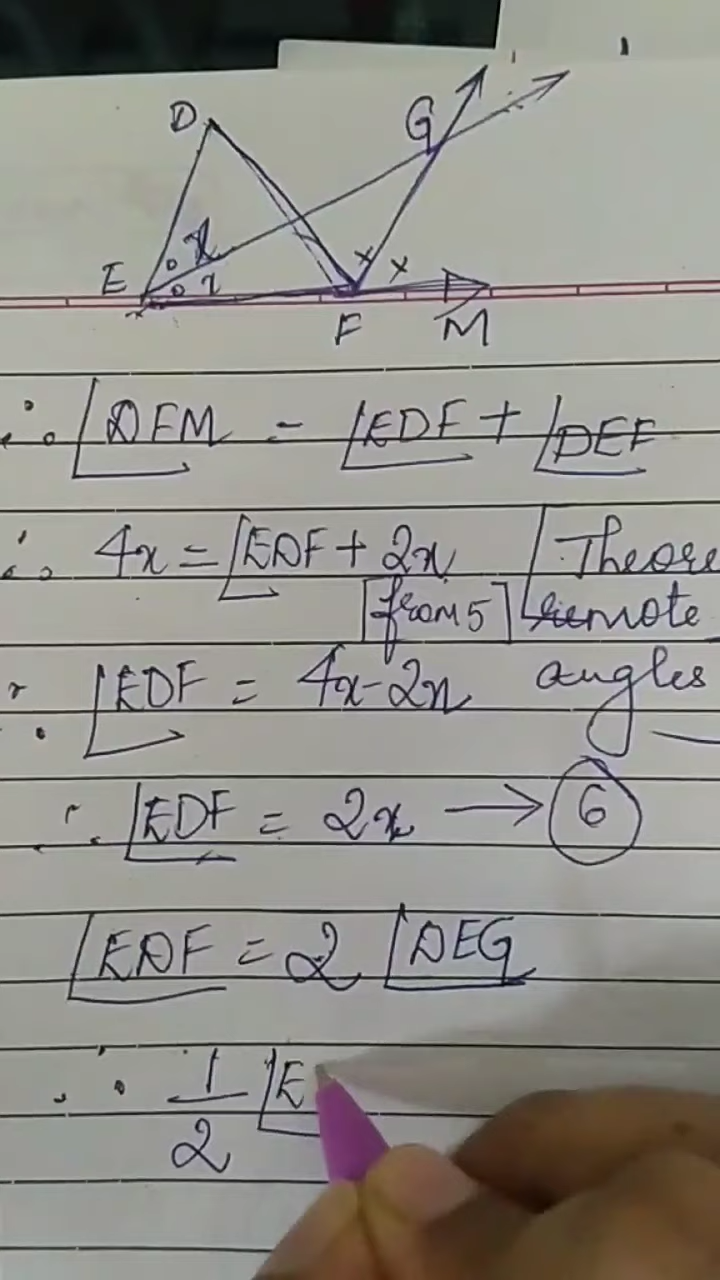 D G
x x x
E x
F M
∴ ∠DFM = ∠EDF + ∠DEF
∴ 4x = ∠EDF + 2x [Theore
[from 5] remote
∴ ∠EDF = 4x - 2x angles
∴ ∠EDF = 2x → 6
∠EDF = 2 ∠DEG
∴ 1/2 ∠E